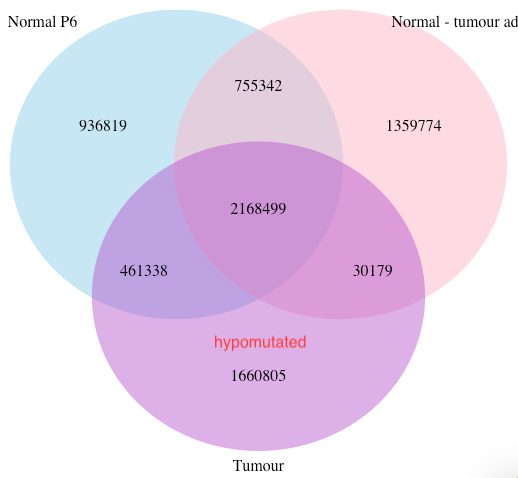 Normal P6
Normal - tumour ad
755342
936819
1359774
2168499
461338
30179
hypomutated
1660805
Tumour